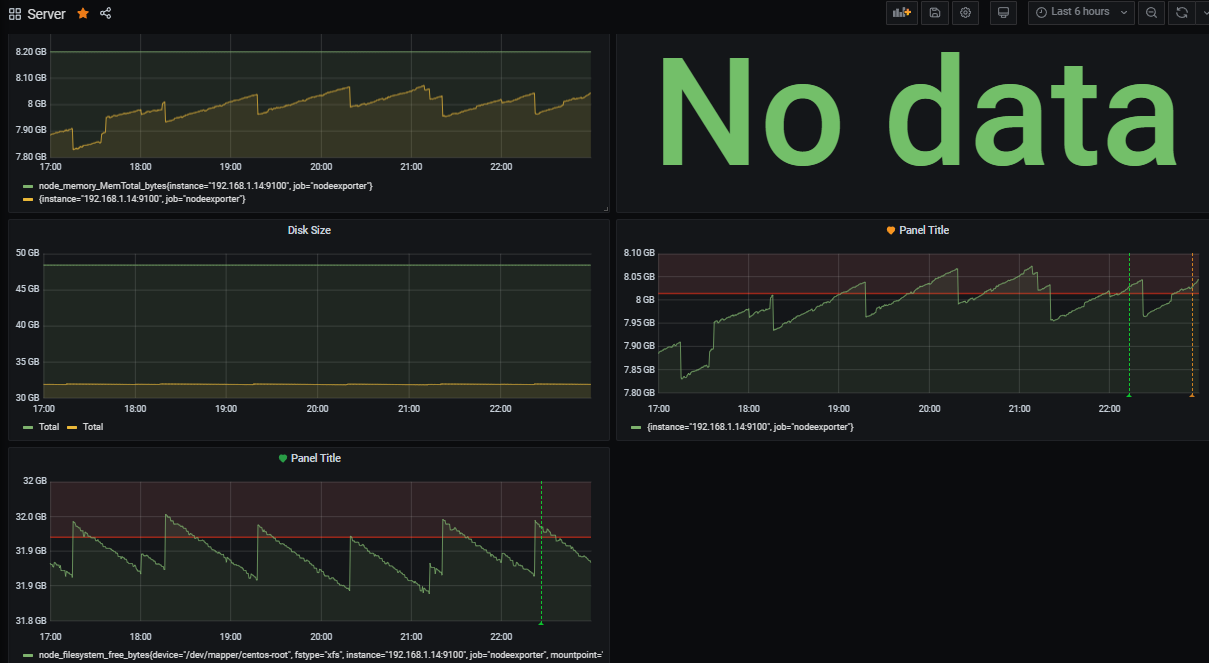 Server
Last 6 hours
8.20 GB
8.10 GB
8 GB
7.90 GB
7.80 GB
17:00 18:00 19:00 20:00 21:00 22:00
node_memory_MemTotal_bytes{instance="192.168.1.14:9100", job="nodeexporter"}
{instance="192.168.1.14:9100", job="nodeexporter"}
No data
Disk Size
50 GB
45 GB
40 GB
35 GB
30 GB
17:00 18:00 19:00 20:00 21:00 22:00
Total Total
Panel Title
8.10 GB
8.05 GB
8 GB
7.95 GB
7.90 GB
7.85 GB
7.80 GB
17:00 18:00 19:00 20:00 21:00 22:00
{instance="192.168.1.14:9100", job="nodeexporter"}
Panel Title
32 GB
32.0 GB
31.9 GB
31.9 GB
31.8 GB
17:00 18:00 19:00 20:00 21:00 22:00
node_filesystem_free_bytes{device="/dev/mapper/centos-root", fstype="xfs", instance="192.168.1.14:9100", job="nodeexporter", mountpoint='